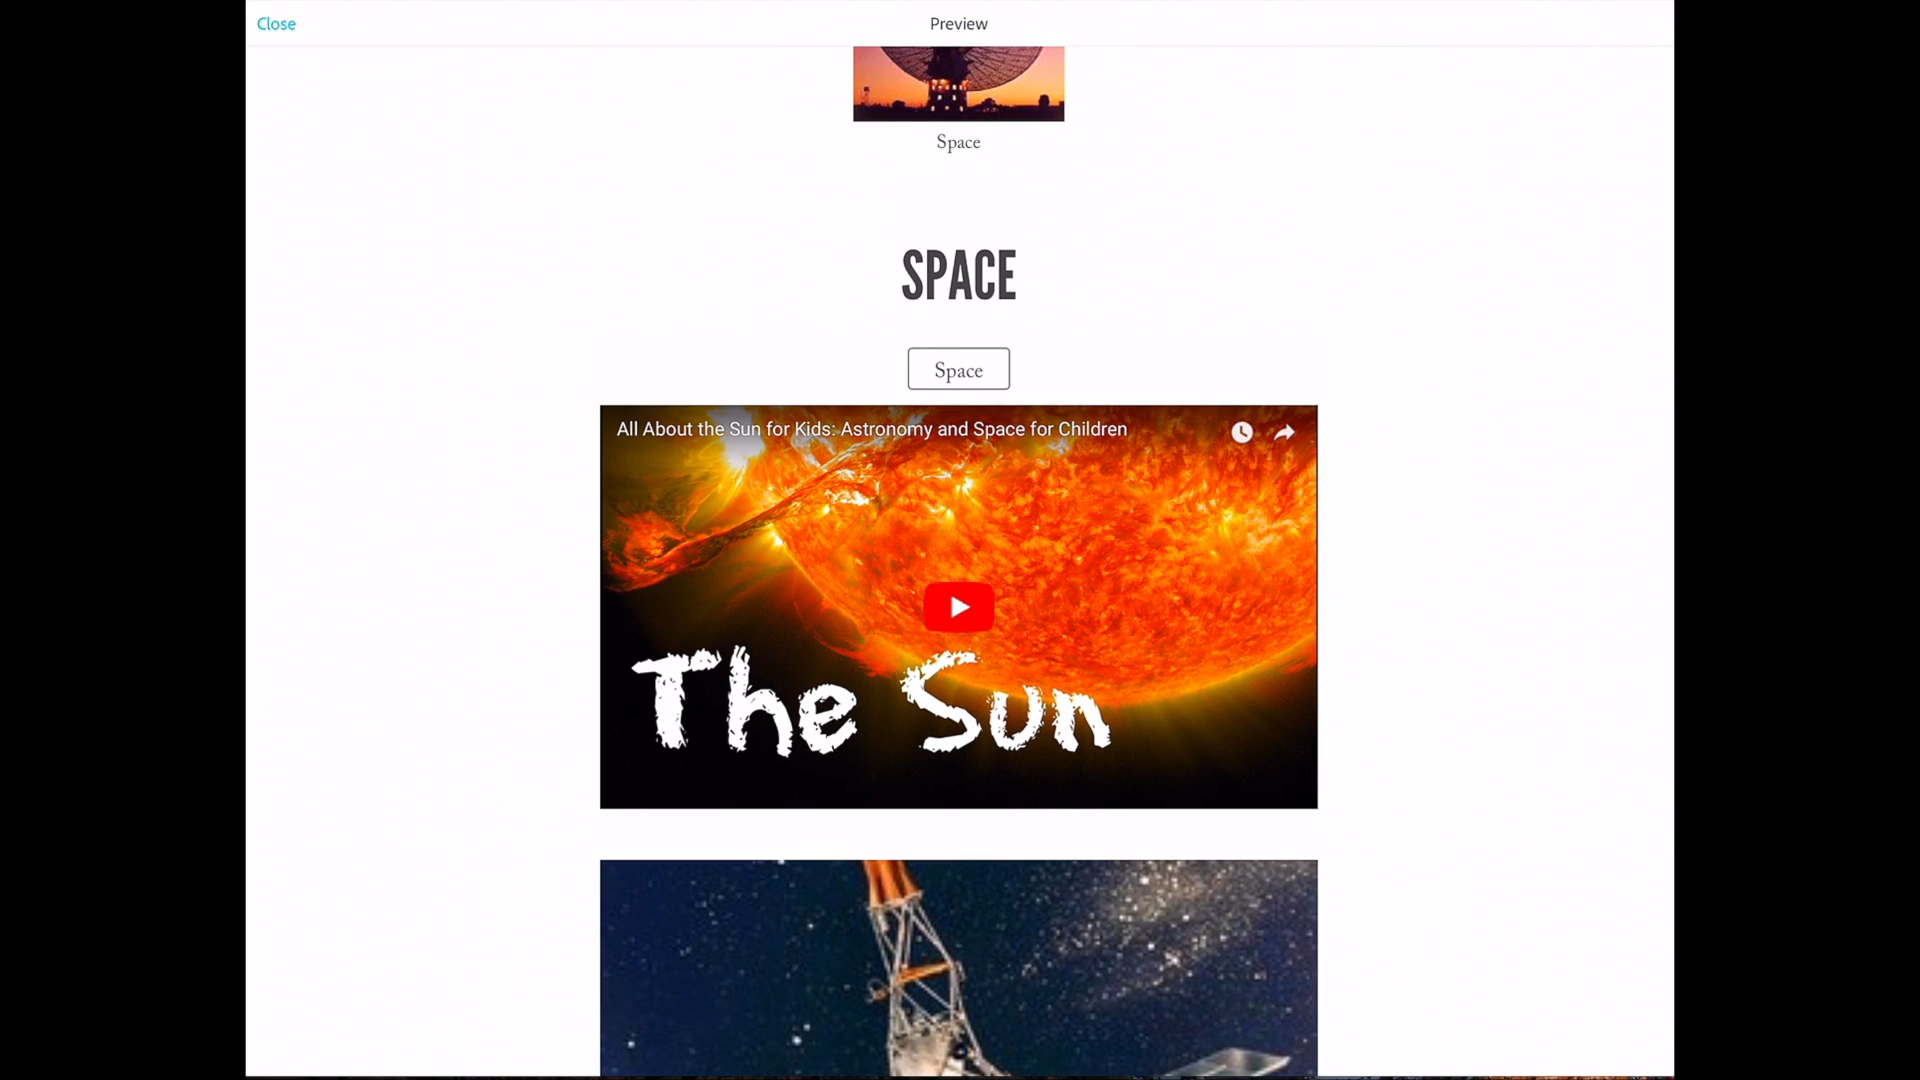 Close
Preview
Space
SPACE
Space
All About the Sun for Kids: Astronomy and Space for Children
The Sun